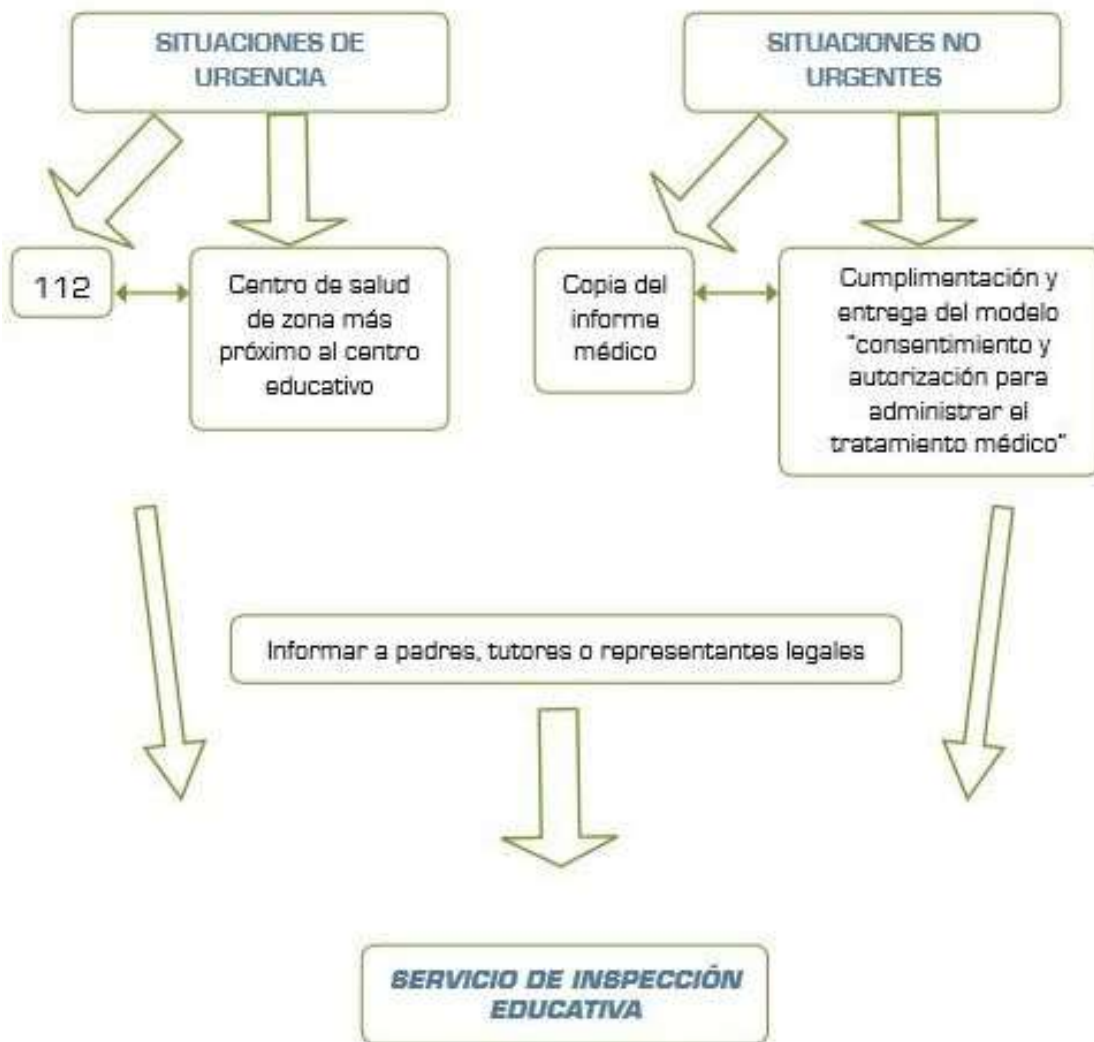 SITUACIONES DE
URGENCIA
SITUACIONES NO
URGENTES
112
Centro de salud
de zona más
próximo al centro
educativo
Copia del
informe
médico
Cumplimentación y
entrega del modelo
"consentimiento y
autorización para
administrar el
tratamiento médico"
Informar a padres, tutores o representantes legales
SERVICIO DE INSPECCIÓN
EDUCATIVA